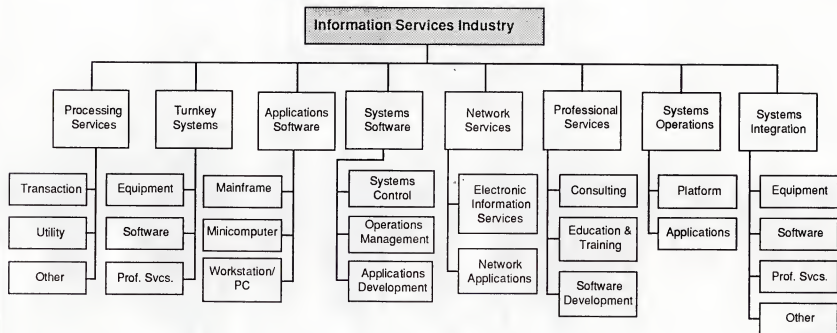 Information Services Industry
Processing
Services
Turnkey
Systems
Applications
Software
Systems
Software
Network
Services
Professional
Services
Systems
Operations
Systems
Integration
Transaction
Utility
Other
Equipment
Software
Prof. Svcs.
Mainframe
Minicomputer
Workstation/
PC
Systems
Control
Operations
Management
Applications
Development
Electronic
Information
Services
Network
Applications
Consulting
Education &
Training
Software
Development
Platform
Applications
Equipment
Software
Prof. Svcs.
Other